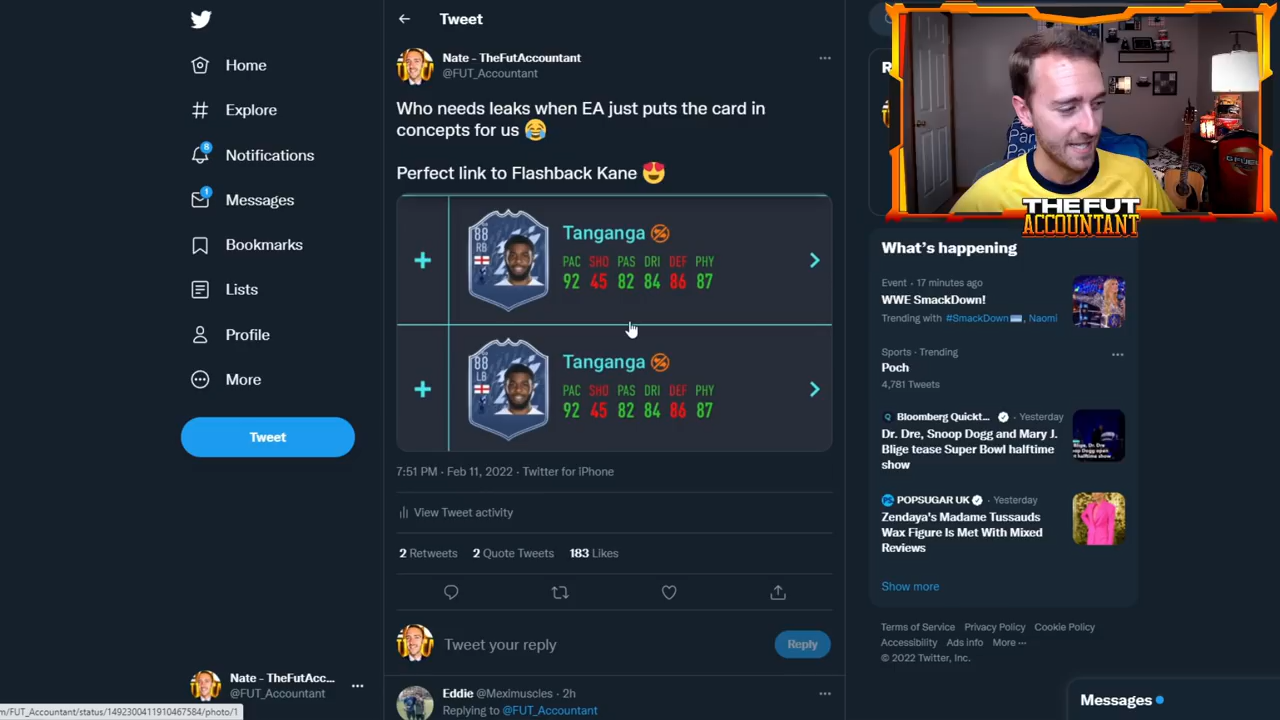 Home
Explore
8
Notifications
1
Messages
Bookmarks
Lists
Profile
More
Tweet
Nate - TheFutAcc...
@FUT_Accountant
Tweet
Nate - TheFutAccountant
@FUT_Accountant
Who needs leaks when EA just puts the card in
concepts for us 😂
Perfect link to Flashback Kane 😍
88
RB
Tanganga
PAC SHO PAS DRI DEF PHY
92 45 82 84 86 87
88
LB
Tanganga
PAC SHO PAS DRI DEF PHY
92 45 82 84 86 87
7:51 PM · Feb 11, 2022 · Twitter for iPhone
View Tweet activity
2 Retweets 2 Quote Tweets 183 Likes
Tweet your reply
Reply
Eddie @Meximuscles · 2h
Replying to @FUT_Accountant
THE FUT
ACCOUNTANT
What's happening
Event · 17 minutes ago
WWE SmackDown!
Trending with #SmackDown, Naomi
Sports · Trending
Poch
4,781 Tweets
Bloomberg Quickt... · Yesterday
Dr. Dre, Snoop Dogg and Mary J.
Blige tease Super Bowl halftime
show
POPSUGAR UK · Yesterday
Zendaya's Madame Tussauds
Wax Figure Is Met With Mixed
Reviews
Show more
Terms of Service Privacy Policy Cookie Policy
Accessibility Ads info More ···
© 2022 Twitter, Inc.
Messages
m/FUT_Accountant/status/1492300411910467584/photo/1